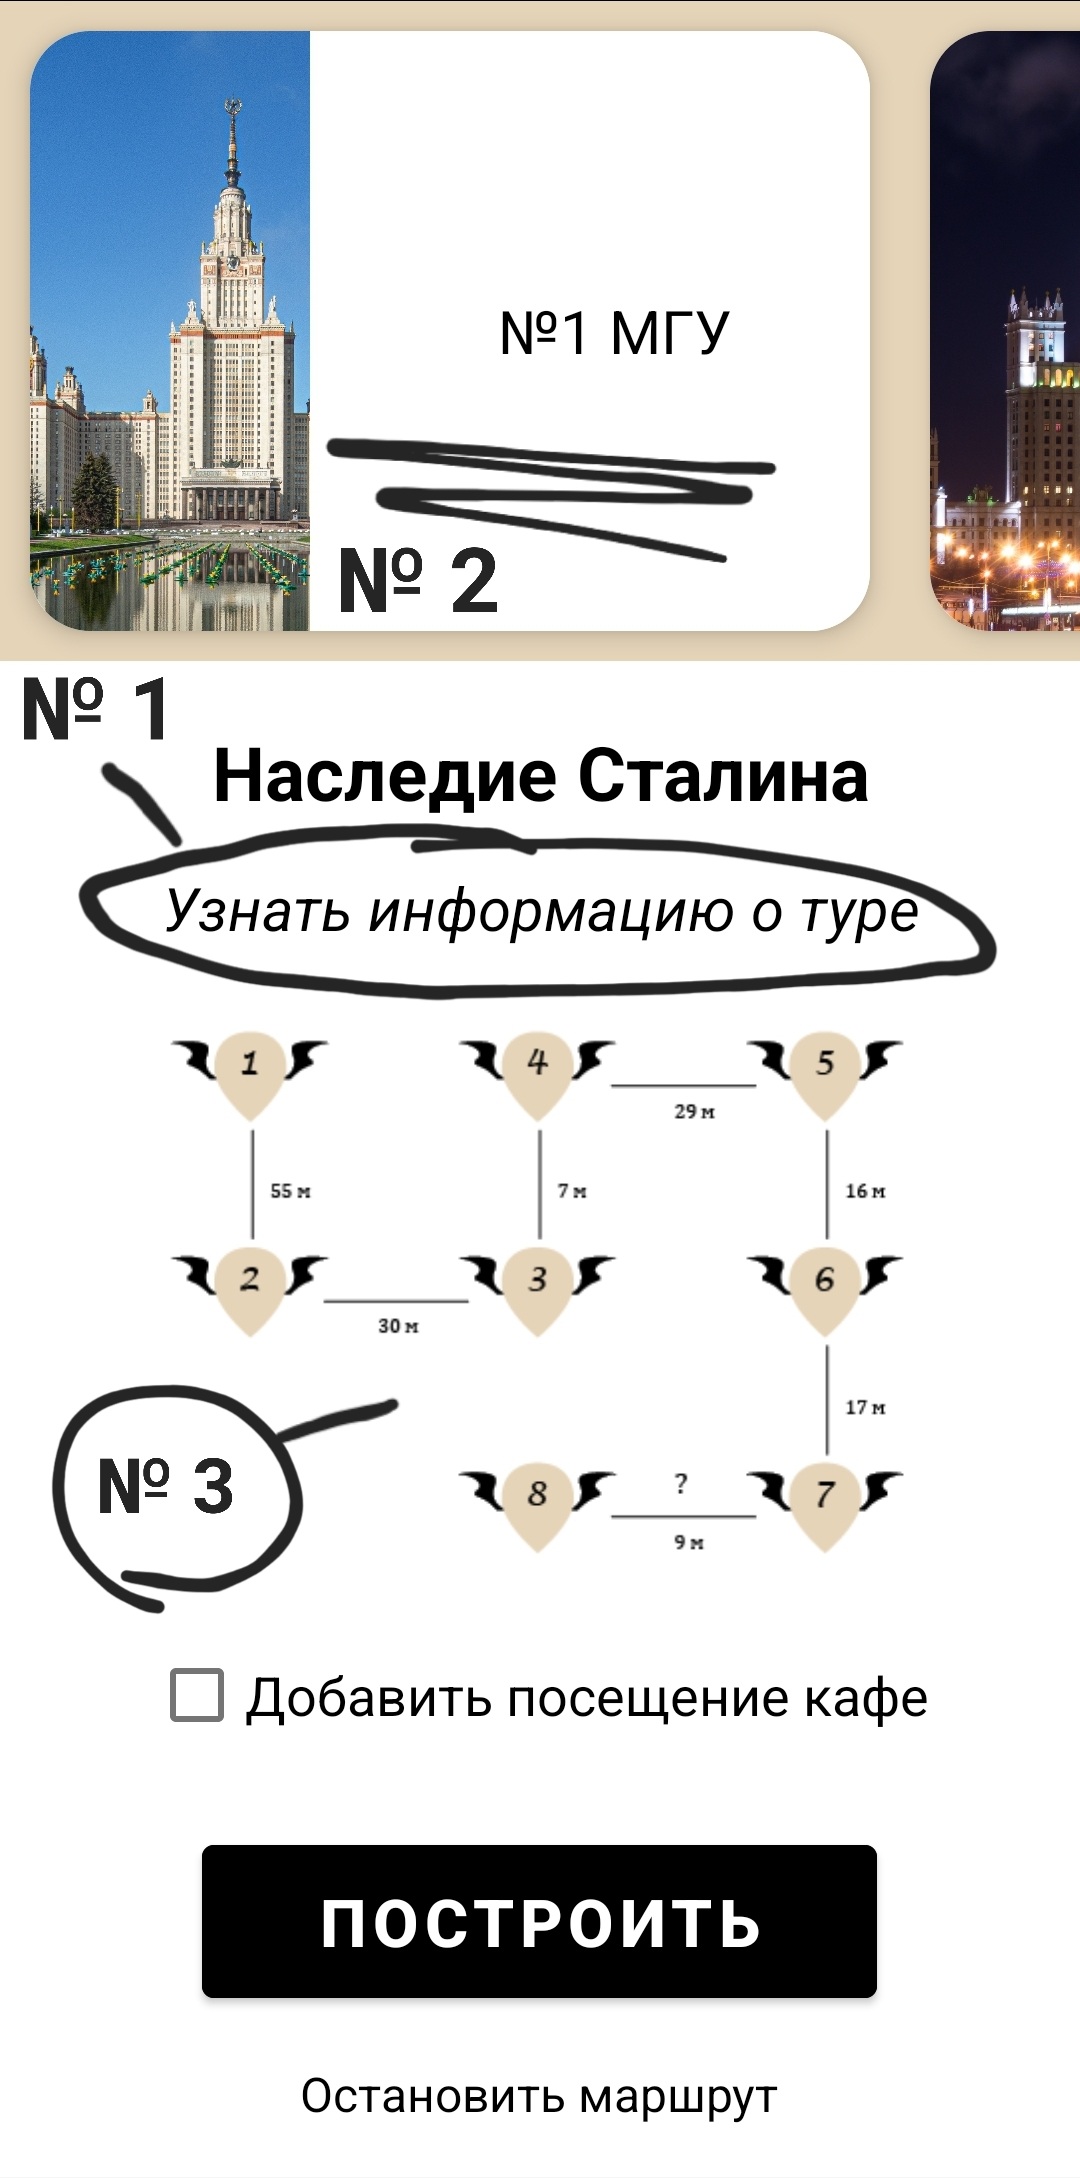 №1 МГУ
№ 2
№ 1
Наследие Сталина
Узнать информацию о туре
1 4 5
29 м
55 м 7 м 16 м
2 3 6
30 м
17 м
№ 3
8 ? 7
9 м
Добавить посещение кафе
ПОСТРОИТЬ
Остановить маршрут